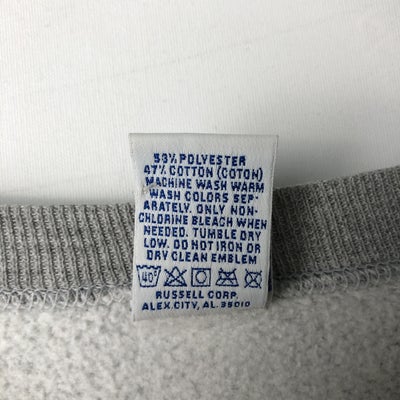 53% POLYESTER
47% COTTON (COTON)
MACHINE WASH WARM
WASH COLORS SEP-
ARATELY. ONLY NON-
CHLORINE BLEACH WHEN
NEEDED. TUMBLE DRY
LOW. DO NOT IRON OR
DRY CLEAN EMBLEM
40°
RUSSELL CORP.
ALEX.CITY, AL. 35010